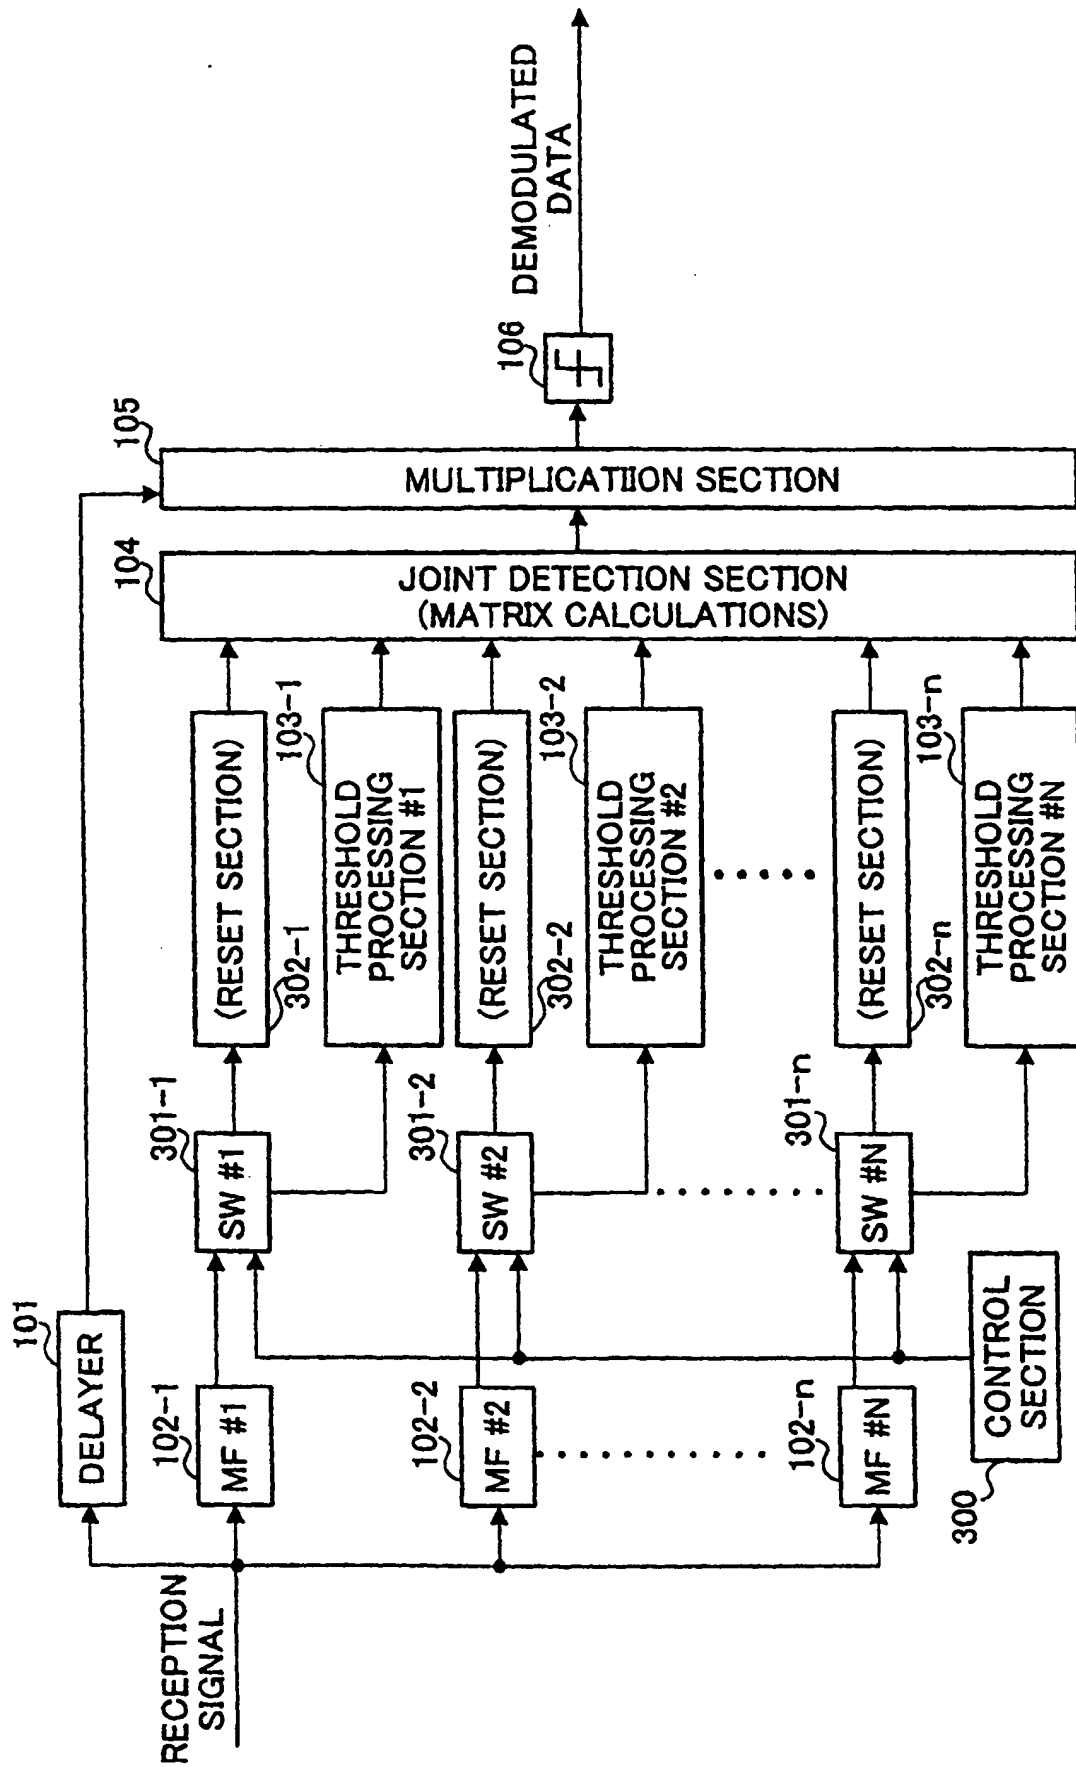 RECEPTION
SIGNAL
101
DELAYER
102-1
MF #1
102-2
MF #2
102-n
MF #N
300
CONTROL
SECTION
301-1
SW #1
301-2
SW #2
301-n
SW #N
302-1
(RESET SECTION)
103-1
THRESHOLD
PROCESSING
SECTION #1
302-2
(RESET SECTION)
103-2
THRESHOLD
PROCESSING
SECTION #2
302-n
(RESET SECTION)
103-n
THRESHOLD
PROCESSING
SECTION #N
104
JOINT DETECTION SECTION
(MATRIX CALCULATIONS)
105
MULTIPLICATIION SECTION
106
DEMODULATED
DATA